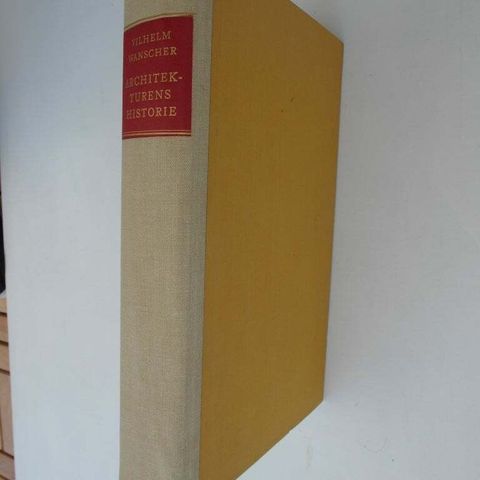 VILHELM
WANSCHER
ARCHITEK-
TURENS
HISTORIE